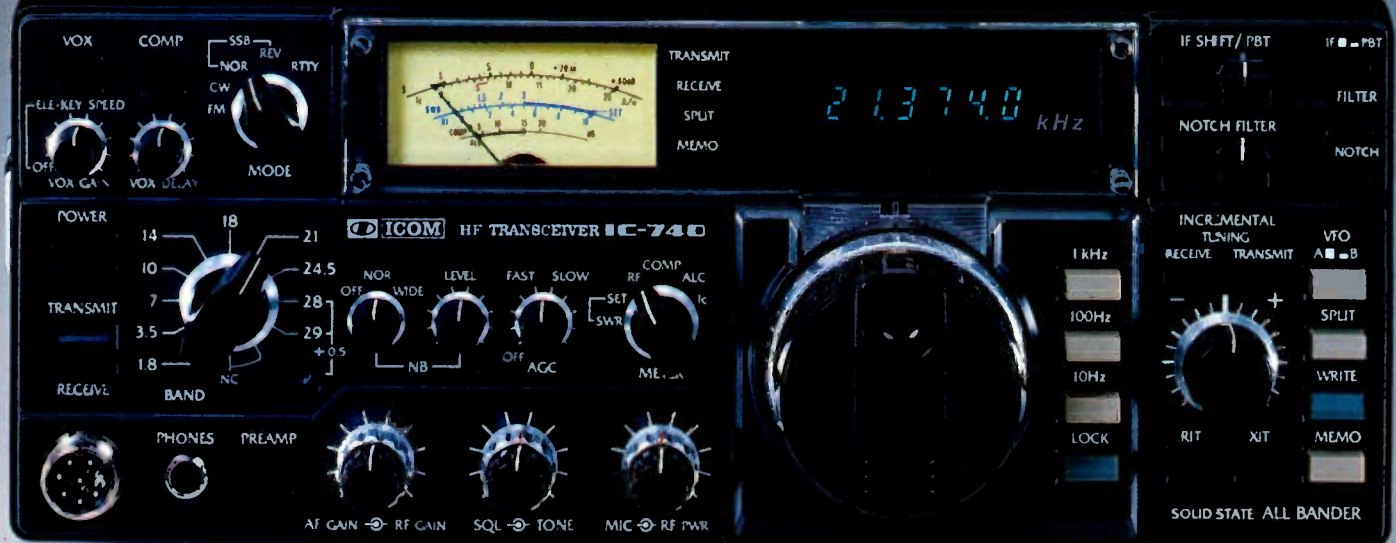 VOX COMP
SSB
NOR REV RTTY
CW
FM
MODE
ELE-KEY SPEED
OFF
VOX GAIN VOX DELAY
TRANSMIT
RECEIVE
SPLIT
MEMO
21.374.0 kHz
IF SHIFT/PBT
IF PBT
FILTER
NOTCH FILTER
NOTCH
POWER
TRANSMIT
RECEIVE
18
14 21
10 24.5
7 28
3.5 29
+0.5
1.8
NC
BAND
ICOM HF TRANSCEIVER IC-740
NOR LEVEL FAST SLOW
OFF WIDE
NB
OFF
AGC
COMP
RF ALC
SET Ic
SWR
METER
1kHz
100Hz
10Hz
LOCK
INCREMENTAL
TUNING
RECEIVE TRANSMIT
- +
RIT XIT
VFO
A B
SPLIT
WRITE
MEMO
PHONES PREAMP
AF GAIN RF GAIN SQL TONE MIC RF PWR
SOLID STATE ALL BANDER